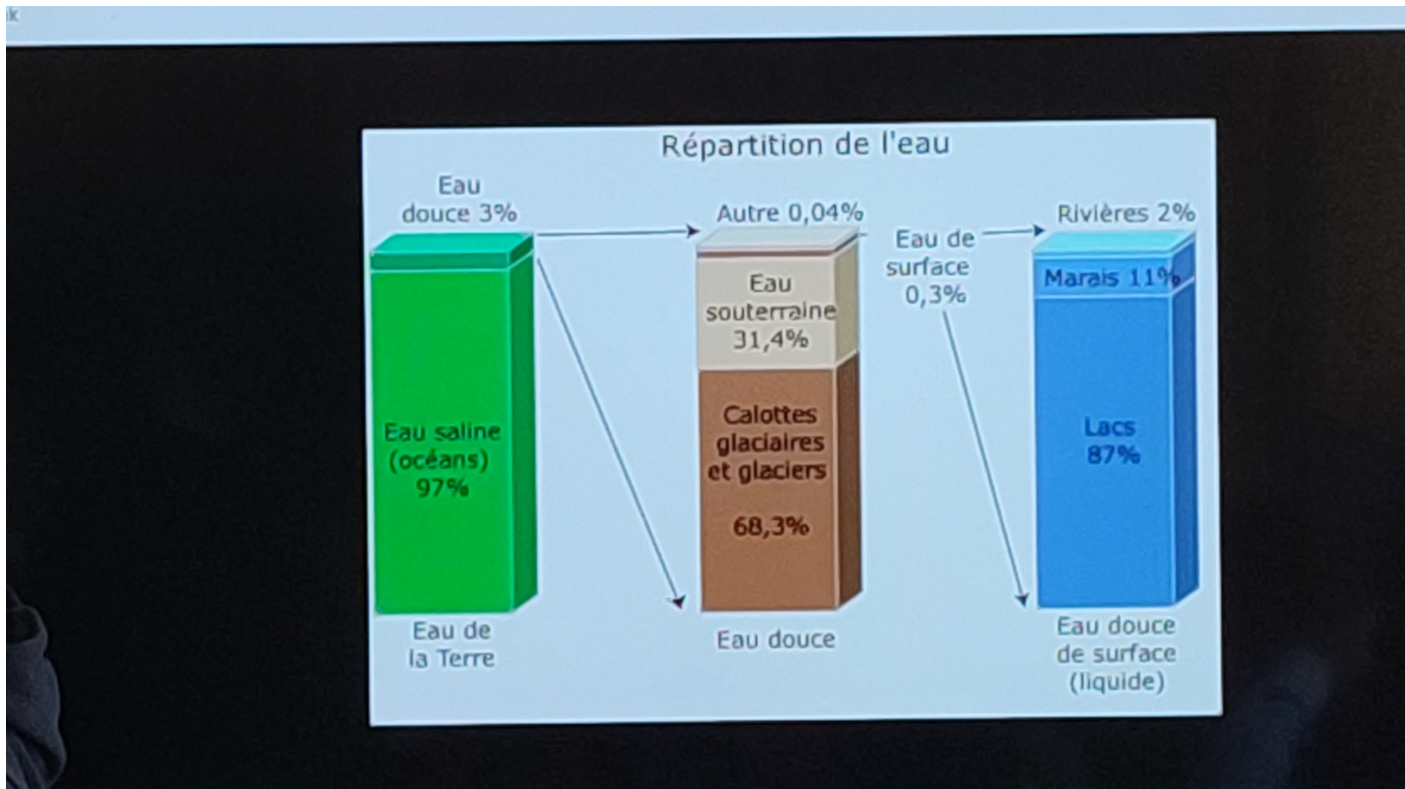 Répartition de l'eau
Eau
douce 3%
Eau saline
(océans)
97%
Eau de
la Terre
Autre 0,04%
Eau
souterraine
31,4%
Calottes
glaciaires
et glaciers
68,3%
Eau douce
Eau de
surface
0,3%
Rivières 2%
Marais 11%
Lacs
87%
Eau douce
de surface
(liquide)